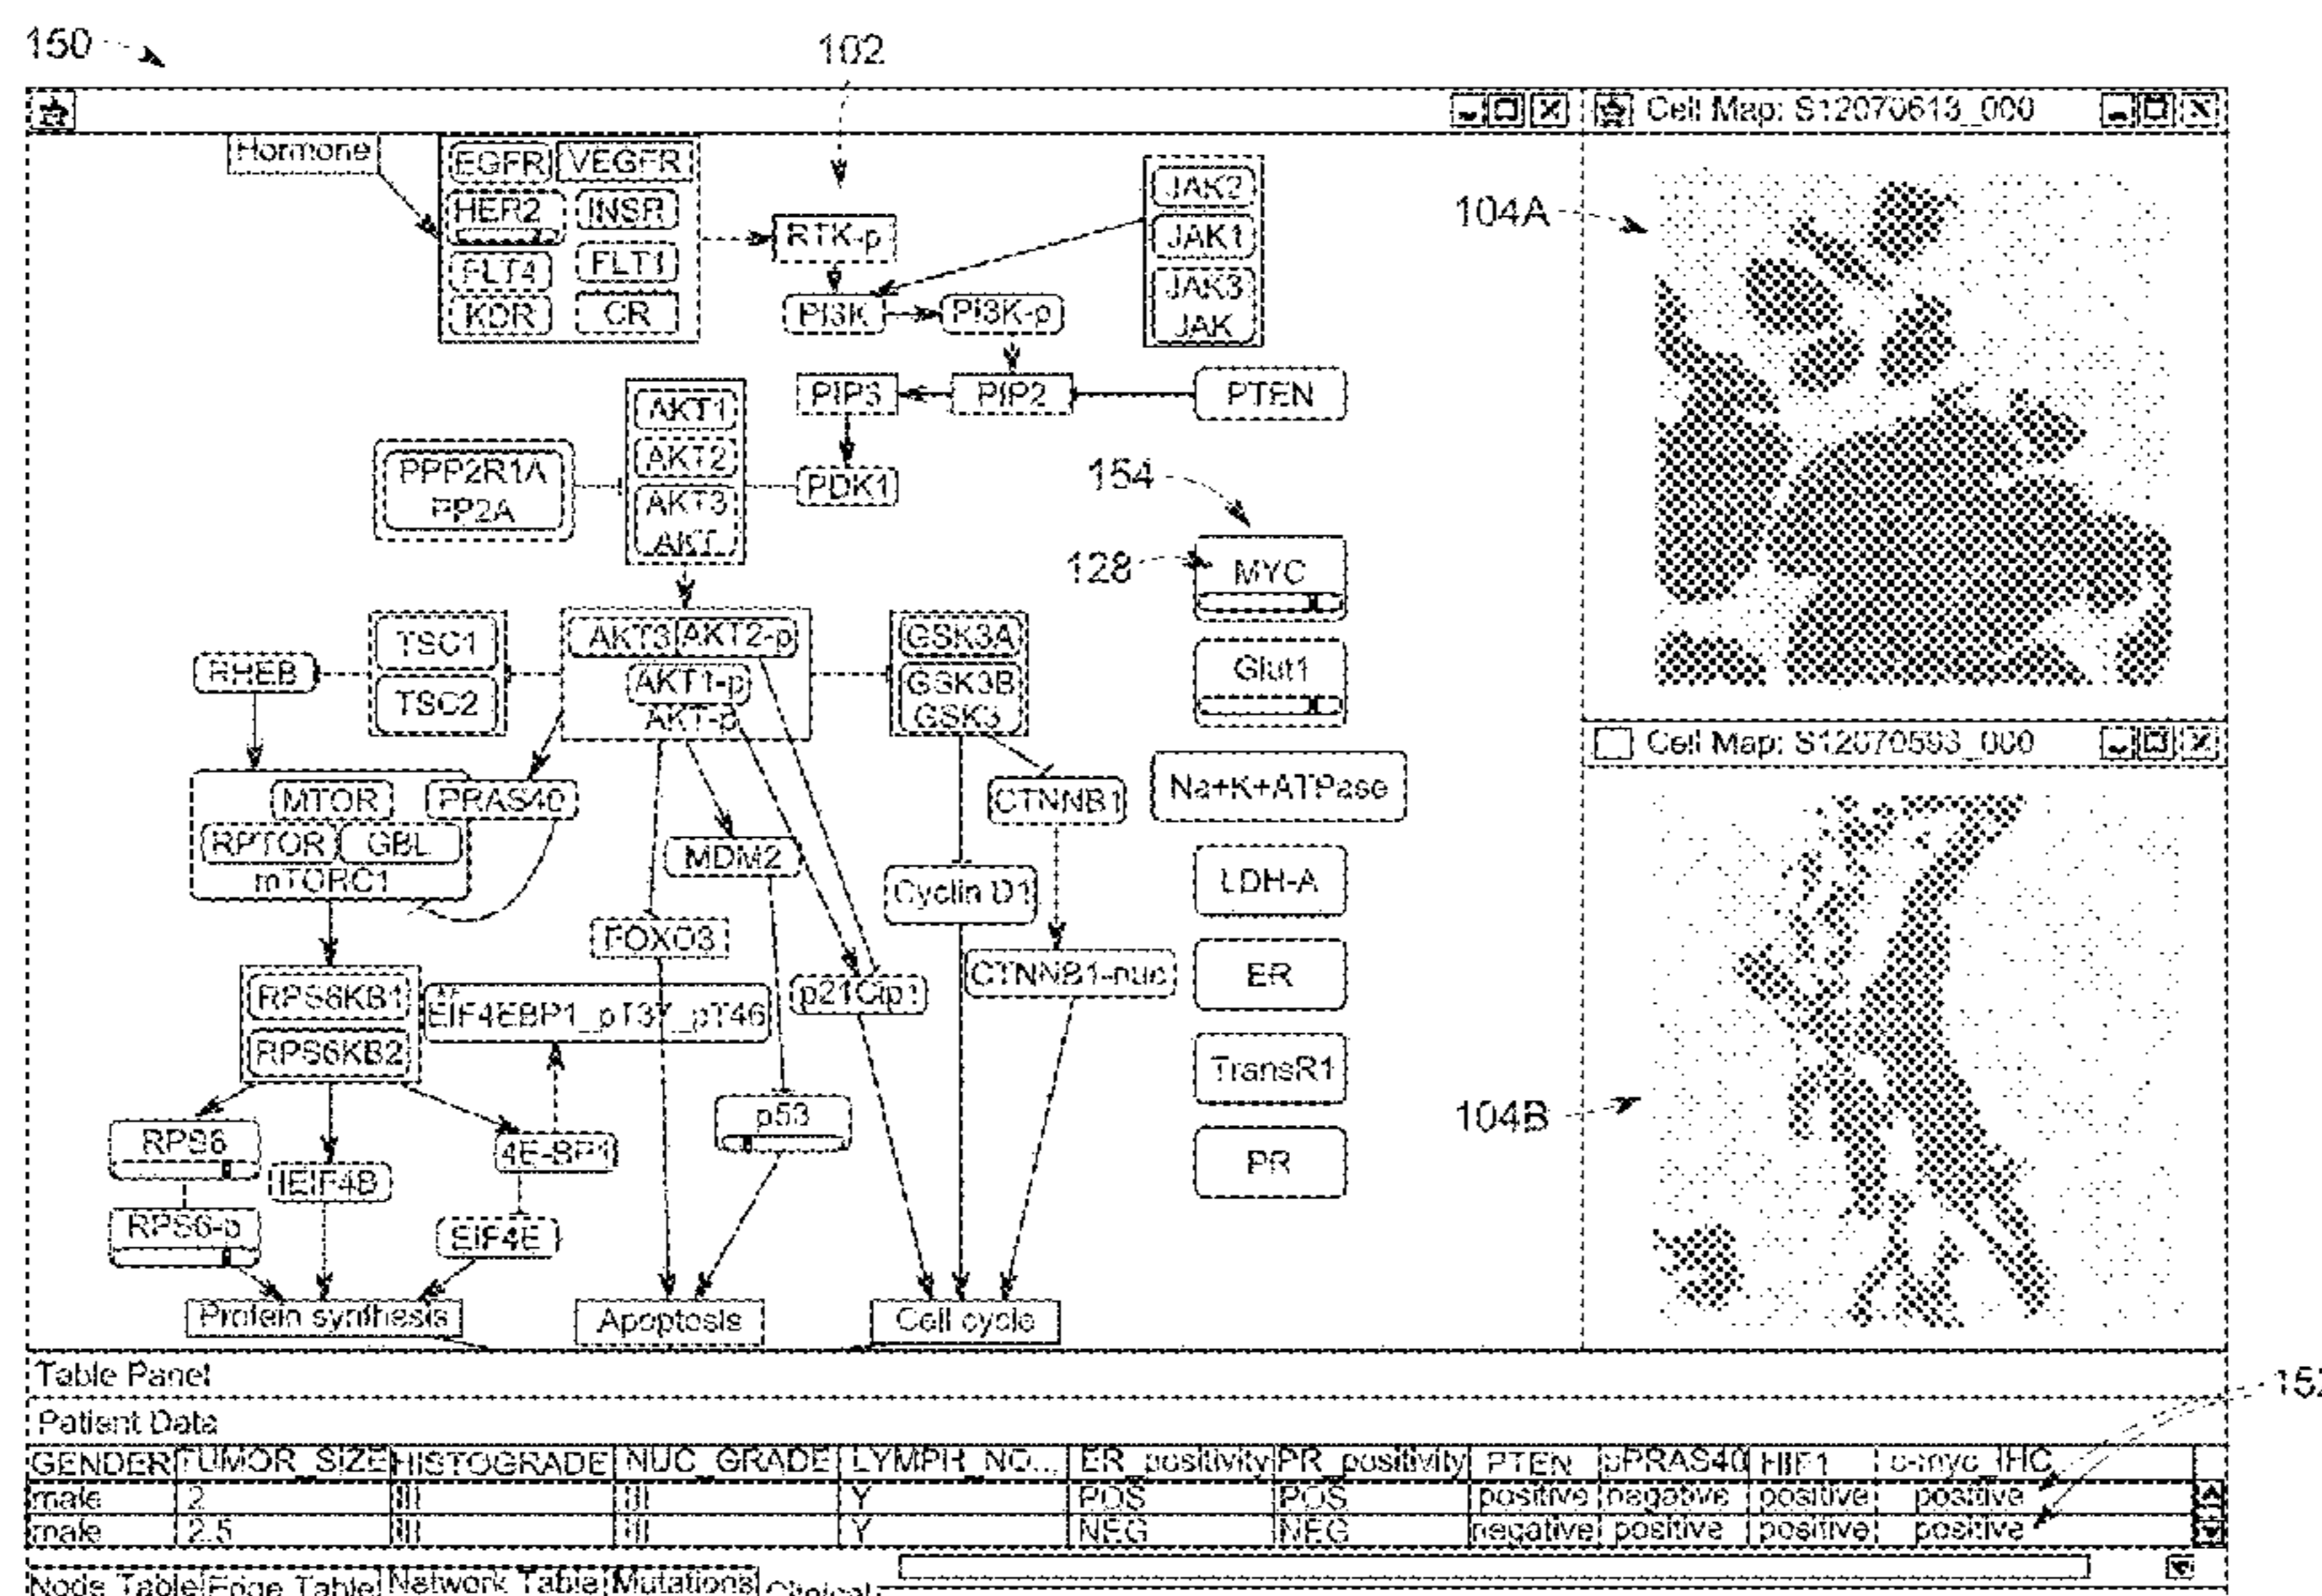 150
102
Cell Map: S12070613_000
Hormone
EGFR VEGFR
HER2 INSR
FLT4 FLT1
KDR CR
RTK-p
JAK2
JAK1
JAK3
JAK
104A
PI3K PI3K-p
PIP3 PIP2 PTEN
AKT1
AKT2
AKT3
AKT
PPP2R1A
PP2A
PDK1
154
128
MYC
TSC1
TSC2
RHEB
AKT3 AKT2-p
AKT1-p
AKT-p
GSK3A
GSK3B
GSK3
Glut1
Cell Map: S12070593_000
MTOR PRAS40
RPTOR GBL
mTORC1
CTNNB1
Na+K+ATPase
MDM2
Cyclin D1
LDH-A
FOXO3
CTNNB1-nuc
ER
RPS6KB1
RPS6KB2
EIF4EBP1_pT37_pT46
p21Cip1
TransR1
104B
p53
RPS6
4E-BP1
IEIF4B
PR
RPS6-p
EIF4E
Protein synthesis Apoptosis Cell cycle
Table Panel
152
Patient Data
GENDER TUMOR_SIZE HISTOGRADE NUC_GRADE LYMPH_NO... ER_positivity PR_positivity PTEN pPRAS40 HIF1 c-myc_IHC
male 2 III III Y POS POS positive negative positive positive
male 2.5 III III Y NEG NEG negative positive positive positive
Node Table Edge Table Network Table Mutations Clinical